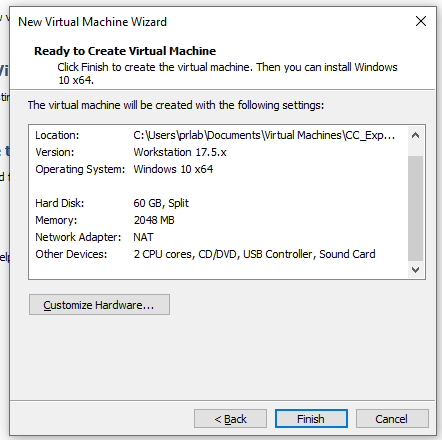 New Virtual Machine Wizard
Ready to Create Virtual Machine
Click Finish to create the virtual machine. Then you can install Windows
10 x64.
The virtual machine will be created with the following settings:
Location: C:\Users\prlab\Documents\Virtual Machines\CC_Exp...
Version: Workstation 17.5.x
Operating System: Windows 10 x64
Hard Disk: 60 GB, Split
Memory: 2048 MB
Network Adapter: NAT
Other Devices: 2 CPU cores, CD/DVD, USB Controller, Sound Card
Customize Hardware...
< Back
Finish
Cancel